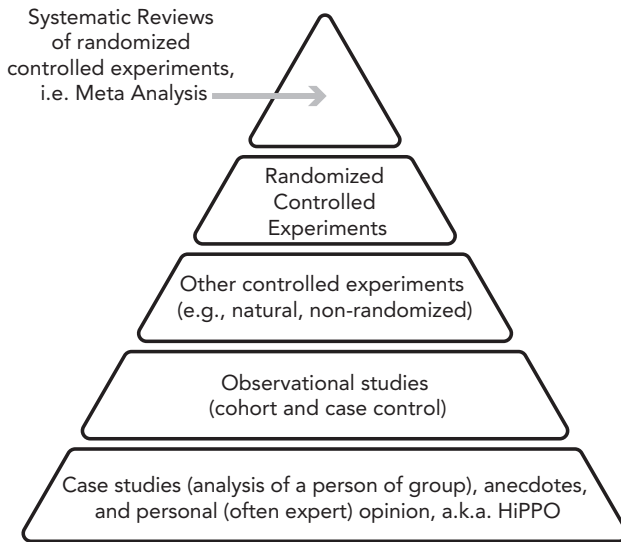 Systematic Reviews
of randomized
controlled experiments,
i.e. Meta Analysis
Randomized
Controlled
Experiments
Other controlled experiments
(e.g., natural, non-randomized)
Observational studies
(cohort and case control)
Case studies (analysis of a person of group), anecdotes,
and personal (often expert) opinion, a.k.a. HiPPO